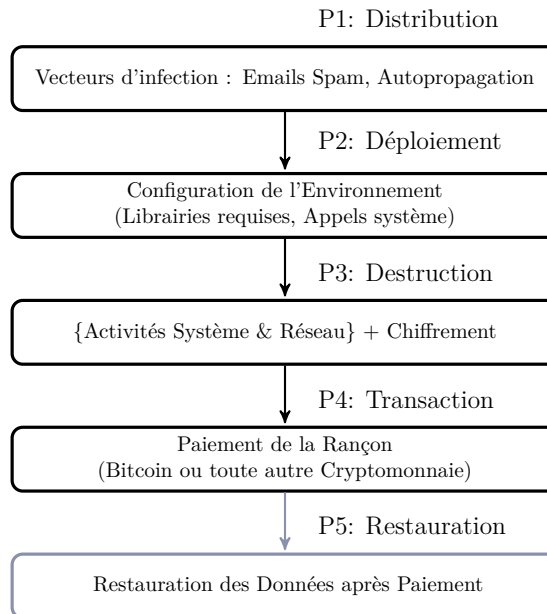 P1: Distribution
Vecteurs d'infection : Emails Spam, Autopropagation
P2: Déploiement
Configuration de l'Environnement
(Librairies requises, Appels système)
P3: Destruction
{Activités Système & Réseau} + Chiffrement
P4: Transaction
Paiement de la Rançon
(Bitcoin ou toute autre Cryptomonnaie)
P5: Restauration
Restauration des Données après Paiement